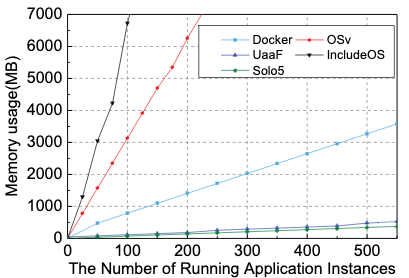 7000
6000
5000
4000
3000
2000
1000
0
Memory usage(MB)
Docker OSv
UaaF IncludeOS
Solo5
0 100 200 300 400 500
The Number of Running Application Instances